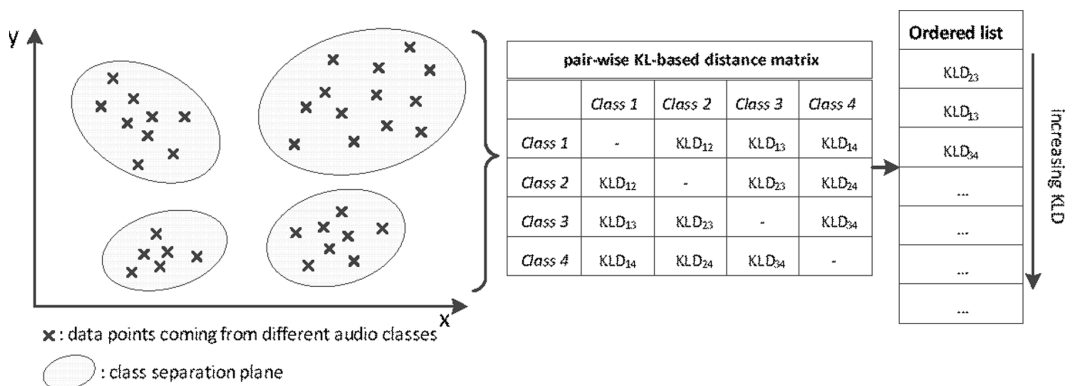 y
x
✕ : data points coming from different audio classes
: class separation plane
pair-wise KL-based distance matrix
Class 1 Class 2 Class 3 Class 4
Class 1 - KLD12 KLD13 KLD14
Class 2 KLD12 - KLD23 KLD24
Class 3 KLD13 KLD23 - KLD34
Class 4 KLD14 KLD24 KLD34 -
Ordered list
KLD23
KLD13
KLD34
...
...
...
...
increasing KLD